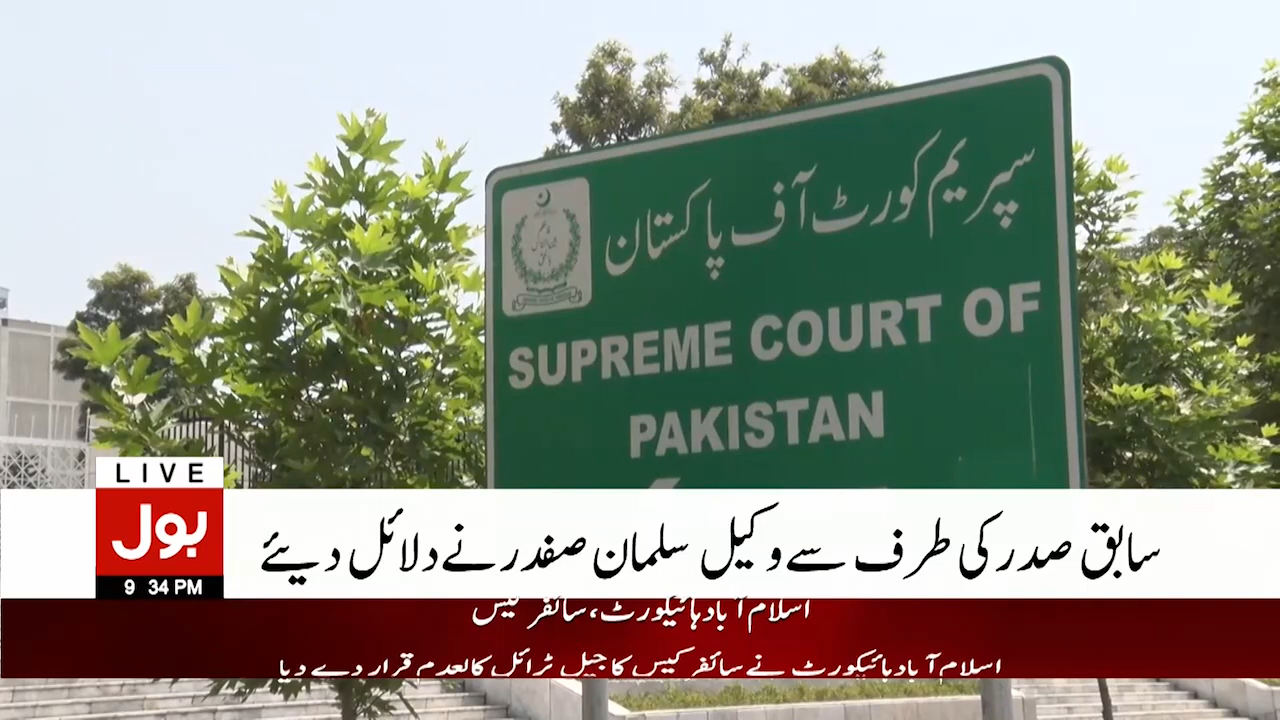 سپریم کورٹ آف پاکستان
SUPREME COURT OF
PAKISTAN
LIVE
بول
9 34 PM
سابق صدر کی طرف سے وکیل سلمان صفدر نے دلائل دیئے
اسلام آباد ہائیکورٹ، سائفر کیس
اسلام آباد ہائیکورٹ نے سائفر کیس کا جیل ٹرائل کالعدم قرار دے دیا